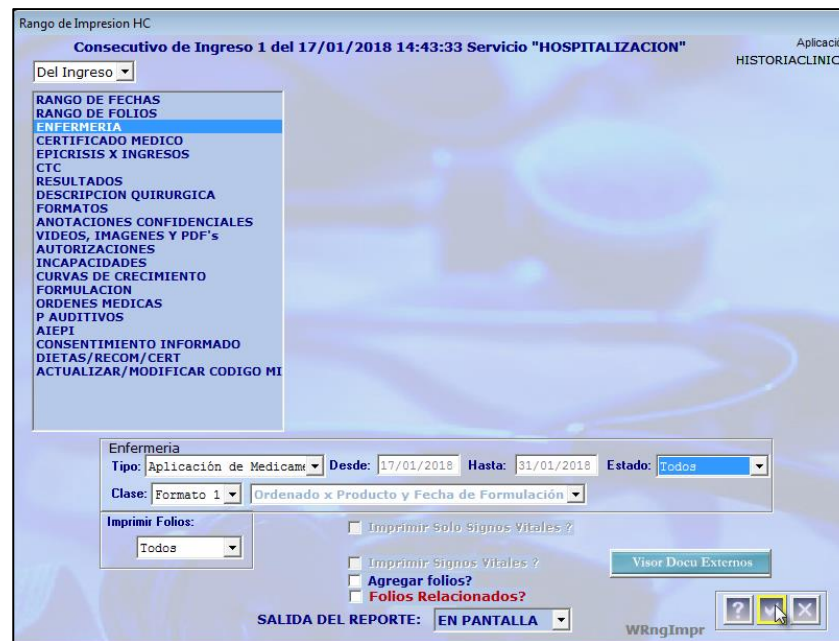 Rango de Impresion HC
Consecutivo de Ingreso 1 del 17/01/2018 14:43:33 Servicio "HOSPITALIZACION"
Aplicació
HISTORIACLINIC
Del Ingreso
RANGO DE FECHAS
RANGO DE FOLIOS
ENFERMERIA
CERTIFICADO MEDICO
EPICRISIS X INGRESOS
CTC
RESULTADOS
DESCRIPCION QUIRURGICA
FORMATOS
ANOTACIONES CONFIDENCIALES
VIDEOS, IMAGENES Y PDF's
AUTORIZACIONES
INCAPACIDADES
CURVAS DE CRECIMIENTO
FORMULACION
ORDENES MEDICAS
P AUDITIVOS
AIEPI
CONSENTIMIENTO INFORMADO
DIETAS/RECOM/CERT
ACTUALIZAR/MODIFICAR CODIGO MI
Enfermeria
Tipo: Aplicación de Medicame Desde: 17/01/2018 Hasta: 31/01/2018 Estado: Todos
Clase: Formato 1 Ordenado x Producto y Fecha de Formulación
Imprimir Folios:
Todos
Imprimir Solo Signos Vitales ?
Imprimir Signos Vitales ?
Visor Docu Externos
Agregar folios?
Folios Relacionados?
SALIDA DEL REPORTE: EN PANTALLA
WRngImpr
?